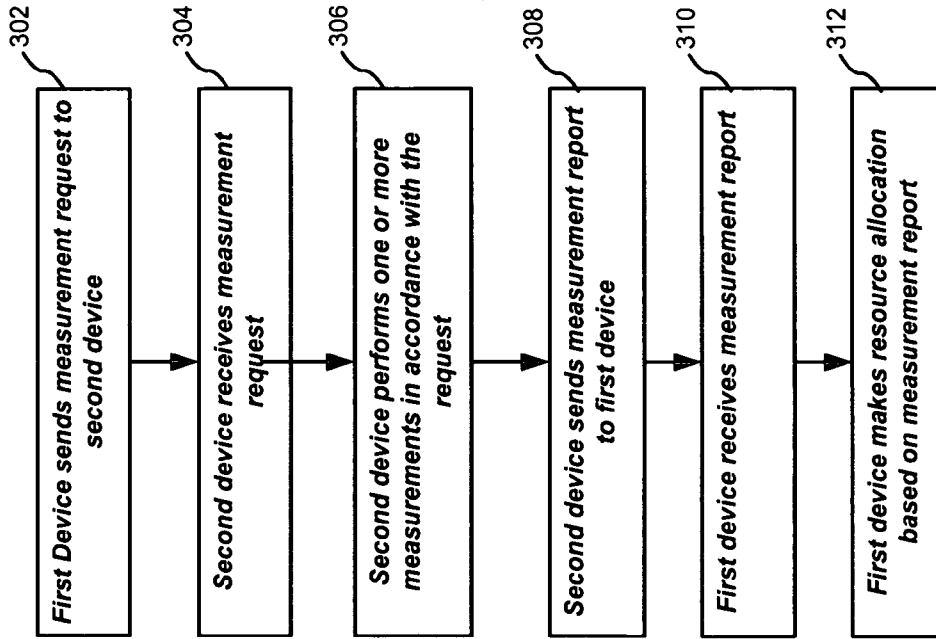 302
First Device sends measurement request to
second device
304
Second device receives measurement
request
306
Second device performs one or more
measurements in accordance with the
request
308
Second device sends measurement report
to first device
310
First device receives measurement report
312
First device makes resource allocation
based on measurement report